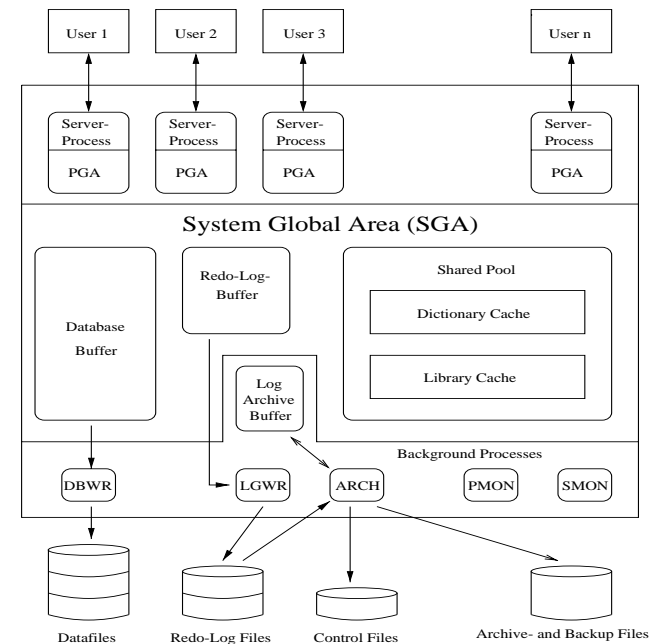 User 1
User 2
User 3
User n
Server-
Process
PGA
Server-
Process
PGA
Server-
Process
PGA
Server-
Process
PGA
System Global Area (SGA)
Database
Buffer
Redo-Log-
Buffer
Log
Archive
Buffer
Shared Pool
Dictionary Cache
Library Cache
Background Processes
DBWR
LGWR
ARCH
PMON
SMON
Datafiles
Redo-Log Files
Control Files
Archive- and Backup Files